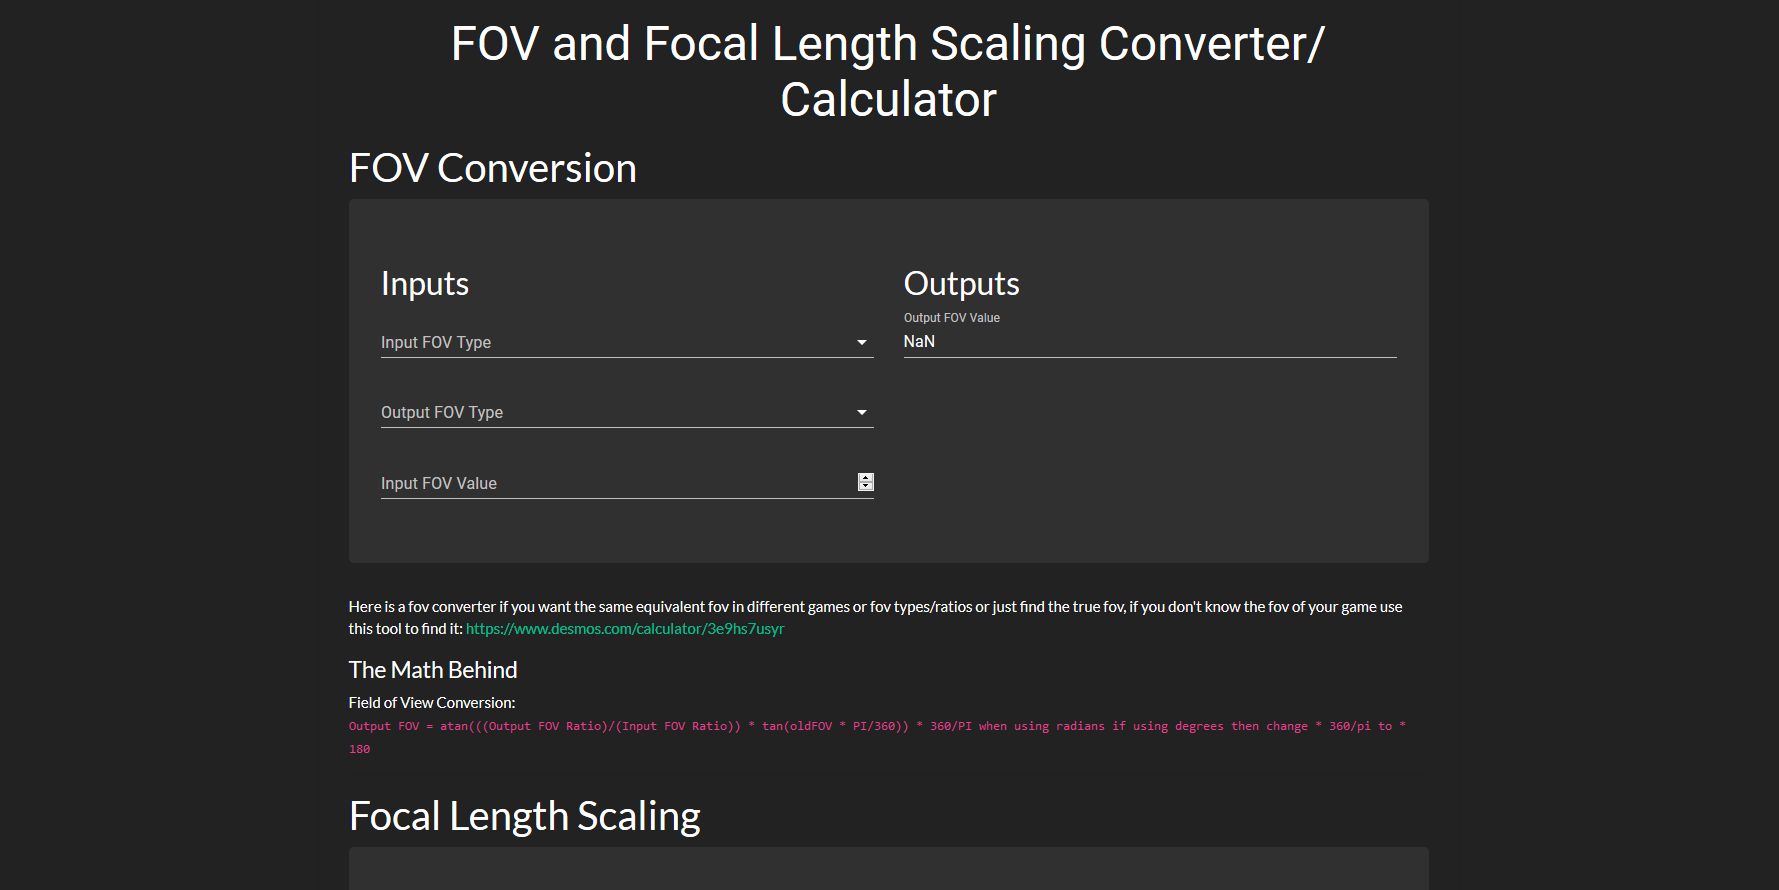 FOV and Focal Length Scaling Converter/
Calculator
FOV Conversion
Inputs
Input FOV Type
Output FOV Type
Input FOV Value
Outputs
Output FOV Value
NaN
Here is a fov converter if you want the same equivalent fov in different games or fov types/ratios or just find the true fov, if you don't know the fov of your game use
this tool to find it: https://www.desmos.com/calculator/3e9hs7usyr
The Math Behind
Field of View Conversion:
Output FOV = atan(((Output FOV Ratio)/(Input FOV Ratio)) * tan(oldFOV * PI/360)) * 360/PI when using radians if using degrees then change * 360/pi to *
180
Focal Length Scaling